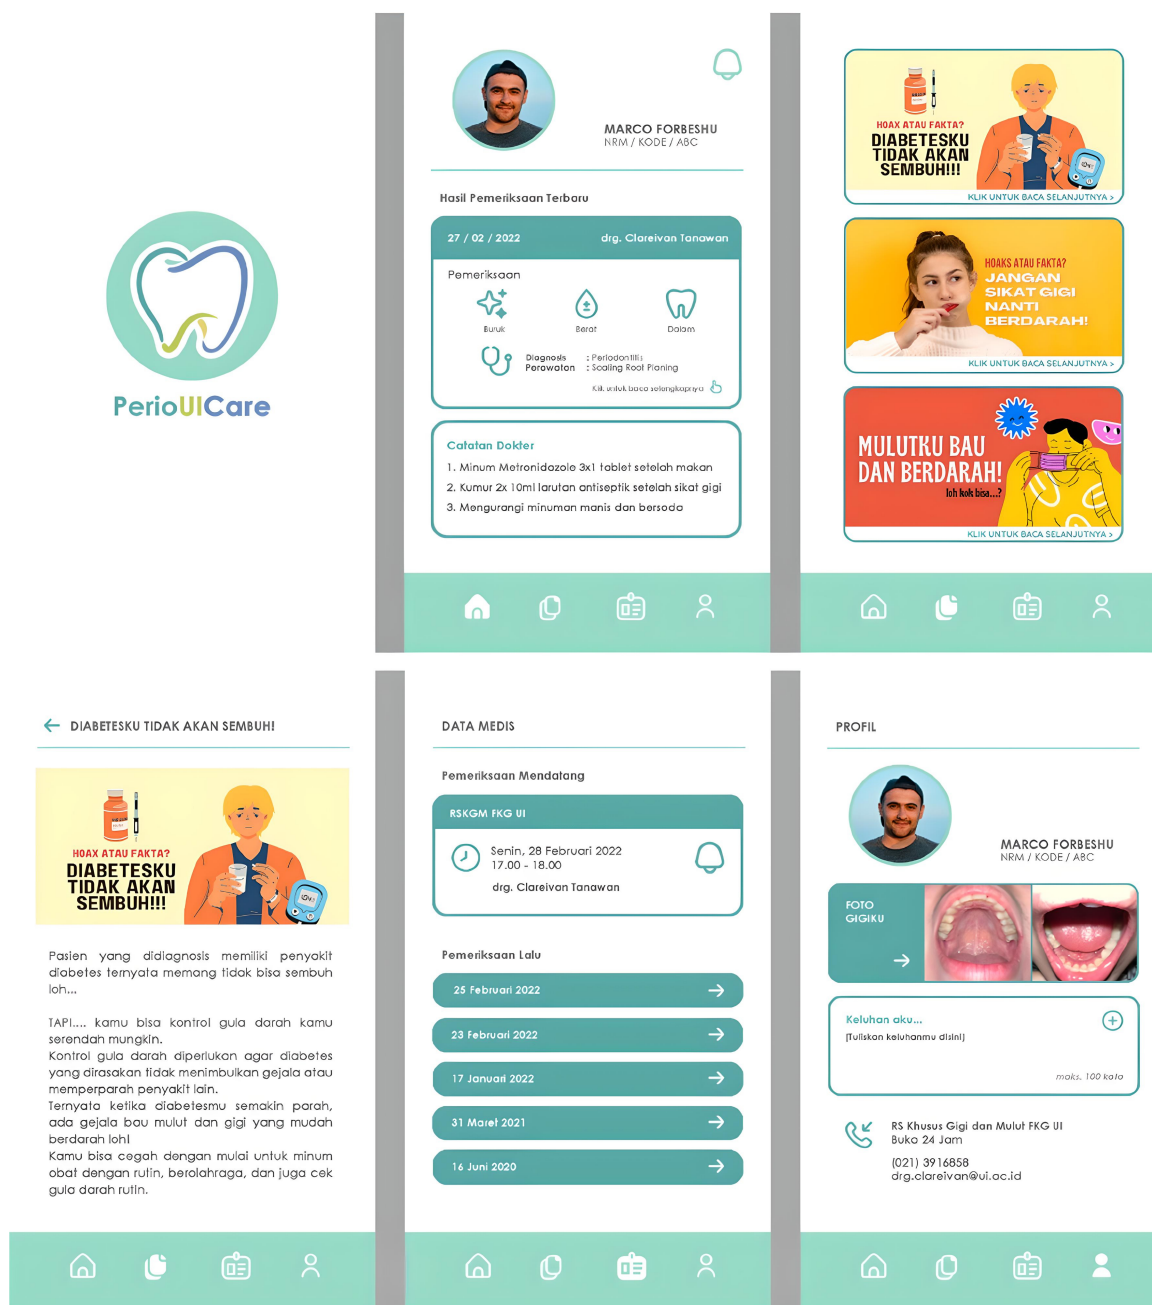 PerioUICare
MARCO FORBESHU
NRM / KODE / ABC
Hasil Pemeriksaan Terbaru
27 / 02 / 2022
drg. Clareivan Tanawan
Pemeriksaan
Buruk
Berat
Dalam
Diagnosis : Periodontitis
Perawatan : Scaling Root Planing
Klik untuk baca selengkapnya
Catatan Dokter
1. Minum Metronidazole 3x1 tablet setelah makan
2. Kumur 2x 10ml larutan antiseptik setelah sikat gigi
3. Mengurangi minuman manis dan bersoda
HOAX ATAU FAKTA?
DIABETESKU
TIDAK AKAN
SEMBUH!!!
KLIK UNTUK BACA SELANJUTNYA >
HOAKS ATAU FAKTA?
JANGAN
SIKAT GIGI
NANTI
BERDARAH!
KLIK UNTUK BACA SELANJUTNYA >
MULUTKU BAU
DAN BERDARAH!
loh kok bisa...?
KLIK UNTUK BACA SELANJUTNYA >
DIABETESKU TIDAK AKAN SEMBUH!
HOAX ATAU FAKTA?
DIABETESKU
TIDAK AKAN
SEMBUH!!!
Pasien yang didiagnosis memiliki penyakit
diabetes ternyata memang tidak bisa sembuh
loh...
TAPI.... kamu bisa kontrol gula darah kamu
serendah mungkin.
Kontrol gula darah diperlukan agar diabetes
yang dirasakan tidak menimbulkan gejala atau
memperparah penyakit lain.
Ternyata ketika diabetesmu semakin parah,
ada gejala bau mulut dan gigi yang mudah
berdarah loh!
Kamu bisa cegah dengan mulai untuk minum
obat dengan rutin, berolahraga, dan juga cek
gula darah rutin.
DATA MEDIS
Pemeriksaan Mendatang
RSKGM FKG UI
Senin, 28 Februari 2022
17.00 - 18.00
drg. Clareivan Tanawan
Pemeriksaan Lalu
25 Februari 2022
23 Februari 2022
17 Januari 2022
31 Maret 2021
16 Juni 2020
PROFIL
MARCO FORBESHU
NRM / KODE / ABC
FOTO
GIGIKU
Keluhan aku...
(Tuliskan keluhanmu disini)
maks. 100 kata
RS Khusus Gigi dan Mulut FKG UI
Buka 24 Jam
(021) 3916858
drg.clareivan@ui.ac.id